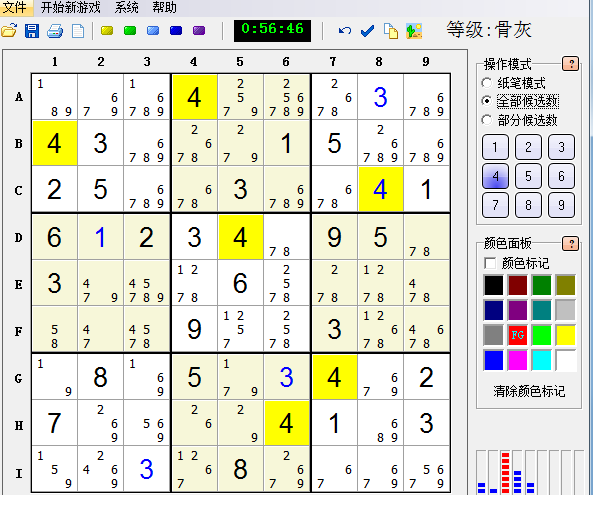 文件 开始新游戏 系统 帮助
0:56:46 等级:骨灰
1 2 3 4 5 6 7 8 9
A 1 8 9 6 7 9 1 6 7 8 9 4 2 5 7 9 2 5 6 7 8 9 2 6 7 8 3 6 7 8 9
B 4 3 6 7 8 9 2 6 7 8 2 7 9 1 5 2 6 7 8 9 6 7 8 9
C 2 5 6 7 8 9 6 7 8 3 6 7 8 9 6 7 8 4 1
D 6 1 2 3 4 7 8 9 5 7 8
E 3 4 7 9 4 5 7 8 9 1 2 7 8 6 2 5 7 8 2 7 8 1 2 7 8 4 7 8
F 5 8 4 7 4 5 7 8 9 1 2 5 7 2 5 7 8 3 1 2 6 7 8 4 6 7 8
G 1 9 8 1 6 9 5 1 7 9 3 4 6 7 9 2
H 7 2 6 9 5 6 9 2 6 2 9 4 1 6 8 9 3
I 1 5 9 2 4 6 9 3 1 2 6 7 8 2 6 7 9 6 7 6 7 9 5 6 7 9
操作模式 ?
纸笔模式
全部候选数
部分候选数
1 2 3
4 5 6
7 8 9
颜色面板 ?
颜色标记
FG
清除颜色标记